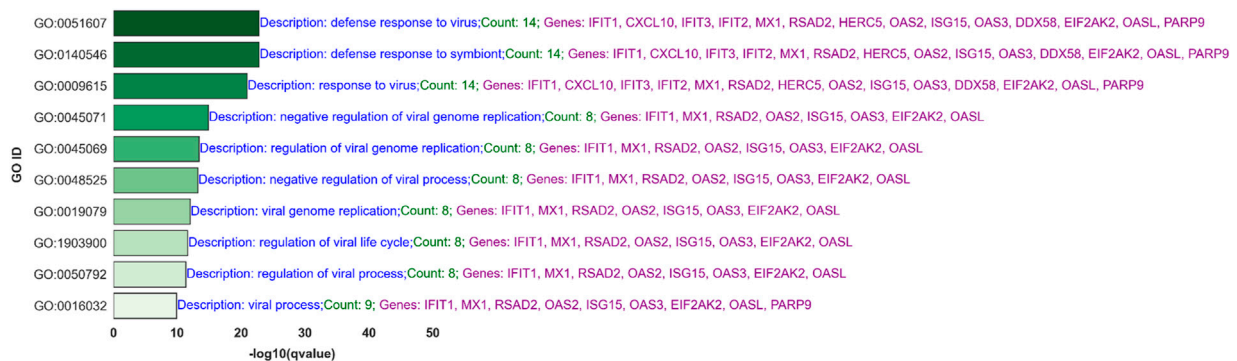 GO:0051607 Description: defense response to virus;Count: 14; Genes: IFIT1, CXCL10, IFIT3, IFIT2, MX1, RSAD2, HERC5, OAS2, ISG15, OAS3, DDX58, EIF2AK2, OASL, PARP9
GO:0140546 Description: defense response to symbiont;Count: 14; Genes: IFIT1, CXCL10, IFIT3, IFIT2, MX1, RSAD2, HERC5, OAS2, ISG15, OAS3, DDX58, EIF2AK2, OASL, PARP9
GO:0009615 Description: response to virus;Count: 14; Genes: IFIT1, CXCL10, IFIT3, IFIT2, MX1, RSAD2, HERC5, OAS2, ISG15, OAS3, DDX58, EIF2AK2, OASL, PARP9
GO:0045071 Description: negative regulation of viral genome replication;Count: 8; Genes: IFIT1, MX1, RSAD2, OAS2, ISG15, OAS3, EIF2AK2, OASL
GO:0045069 Description: regulation of viral genome replication;Count: 8; Genes: IFIT1, MX1, RSAD2, OAS2, ISG15, OAS3, EIF2AK2, OASL
GO:0048525 Description: negative regulation of viral process;Count: 8; Genes: IFIT1, MX1, RSAD2, OAS2, ISG15, OAS3, EIF2AK2, OASL
GO:0019079 Description: viral genome replication;Count: 8; Genes: IFIT1, MX1, RSAD2, OAS2, ISG15, OAS3, EIF2AK2, OASL
GO:1903900 Description: regulation of viral life cycle;Count: 8; Genes: IFIT1, MX1, RSAD2, OAS2, ISG15, OAS3, EIF2AK2, OASL
GO:0050792 Description: regulation of viral process;Count: 8; Genes: IFIT1, MX1, RSAD2, OAS2, ISG15, OAS3, EIF2AK2, OASL
GO:0016032 Description: viral process;Count: 9; Genes: IFIT1, MX1, RSAD2, OAS2, ISG15, OAS3, EIF2AK2, OASL, PARP9
GO ID
0 10 20 30 40 50
-log10(qvalue)